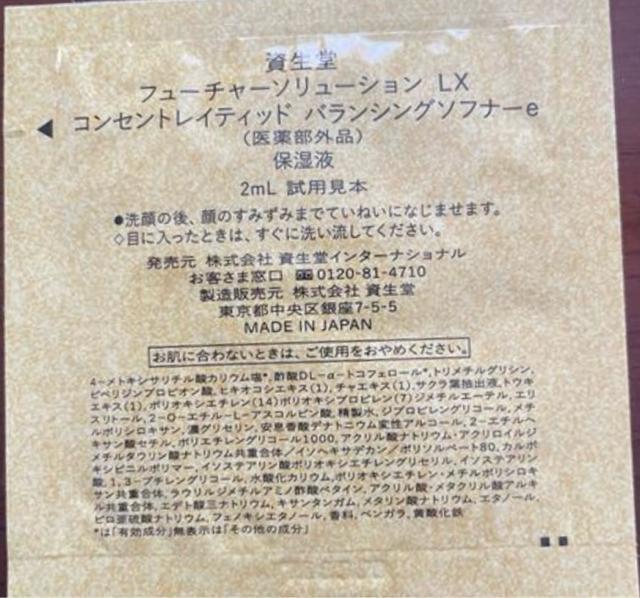 資生堂
フューチャーソリューション LX
コンセントレイティッド バランシングソフナーe
(医薬部外品)
保湿液
2mL 試用見本
●洗顔の後、顔のすみずみまでていねいになじませます。
◇目に入ったときは、すぐに洗い流してください。
発売元 株式会社 資生堂インターナショナル
お客さま窓口 0120-81-4710
製造販売元 株式会社 資生堂
東京都中央区銀座7-5-5
MADE IN JAPAN
お肌に合わないときは、ご使用をおやめください。
4-メトキシサリチル酸カリウム塩*,酢酸DL-α-トコフェロール*,トリメチルグリシン,
ピペリジンプロピオン酸,ヒキオコシエキス(1),チャエキス(1),サクラ葉抽出液,トウキ
エキス(1),ポリオキシエチレン(14)ポリオキシプロピレン(7)ジメチルエーテル,エリ
スリトール,2-O-エチル-L-アスコルビン酸,精製水,ジプロピレングリコール,メチ
ルポリシロキサン,濃グリセリン,安息香酸デナトニウム変性アルコール,2-エチルヘ
キサン酸セチル,ポリエチレングリコール1000,アクリル酸ナトリウム・アクリロイルジ
メチルタウリン酸ナトリウム共重合体/イソヘキサデカン/ポリソルベート80,カルボ
キシビニルポリマー,イソステアリン酸ポリオキシエチレングリセリル,イソステアリン
酸,1,3-ブチレングリコール,水酸化カリウム,ポリオキシエチレン・メチルポリシロキ
サン共重合体,ラウリルジメチルアミノ酢酸ベタイン,アクリル酸・メタクリル酸アルキ
ル共重合体,エデト酸三ナトリウム,キサンタンガム,メタリン酸ナトリウム,エタノール,
ピロ亜硫酸ナトリウム,フェノキシエタノール,香料,ベンガラ,黄酸化鉄
*は「有効成分」無表示は「その他の成分」